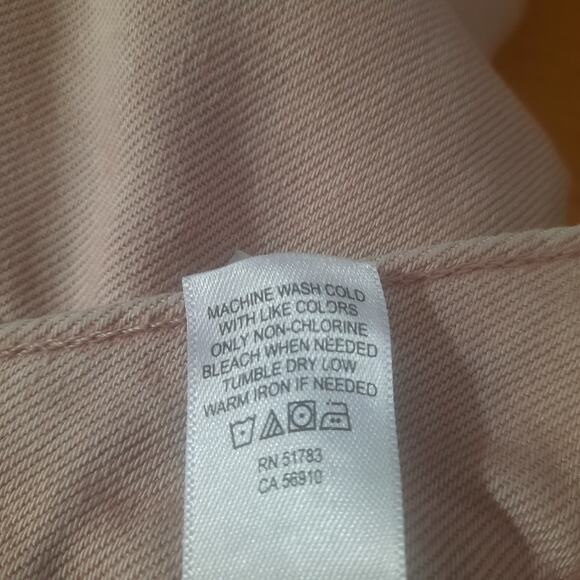 MACHINE WASH COLD
WITH LIKE COLORS
ONLY NON-CHLORINE
BLEACH WHEN NEEDED
TUMBLE DRY LOW
WARM IRON IF NEEDED
RN 51783
CA 56910